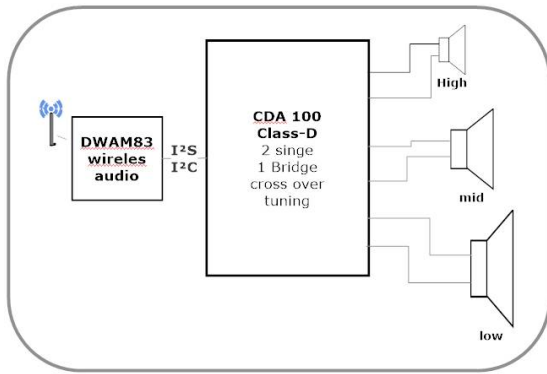 DWAM83
wireles
audio
I²S
I²C
CDA 100
Class-D
2 singe
1 Bridge
cross over
tuning
High
mid
low